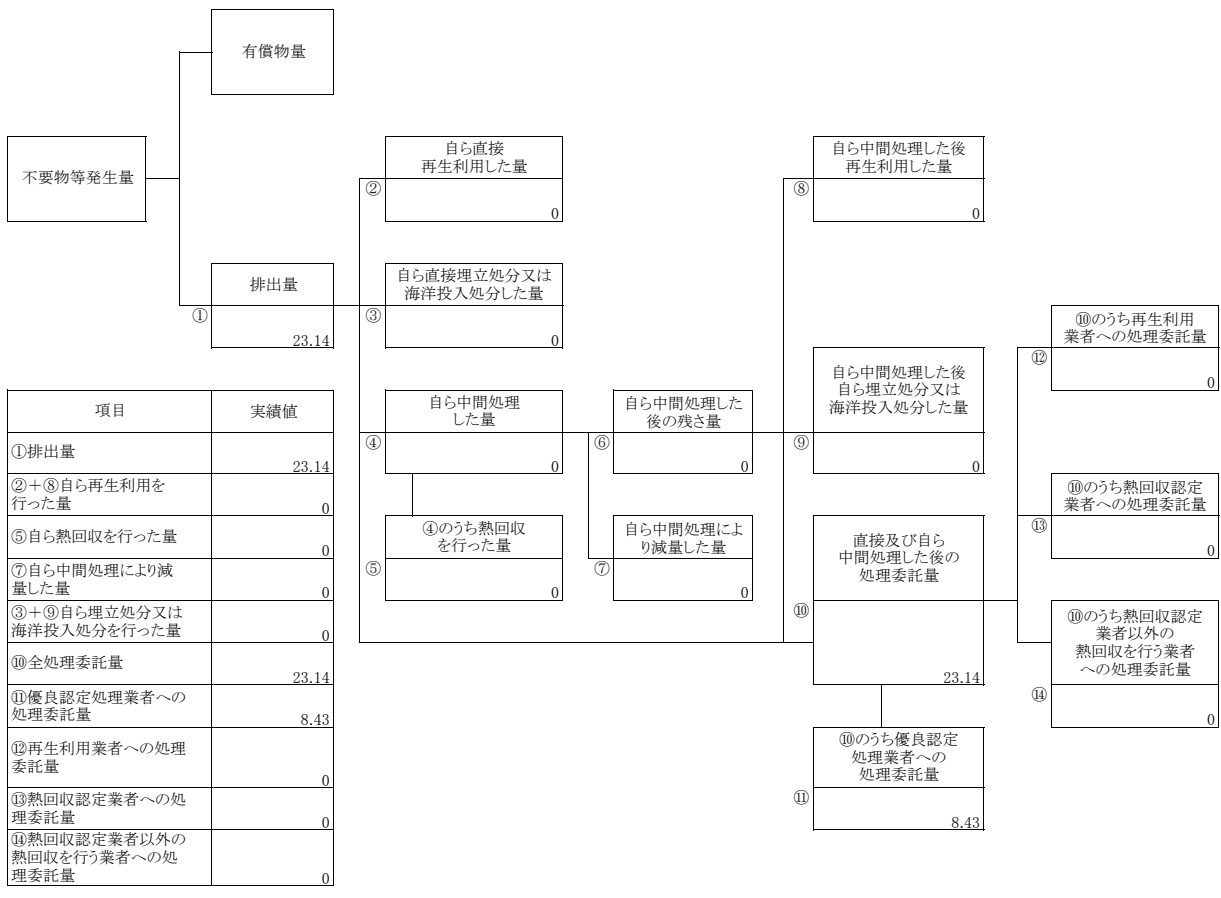 有償物量
不要物等発生量
自ら直接
再生利用した量
②
0
自ら中間処理した後
再生利用した量
⑧
0
排出量
①
23.14
自ら直接埋立処分又は
海洋投入処分した量
③
0
⑩のうち再生利用
業者への処理委託量
⑫
0
自ら中間処理
した量
④
0
自ら中間処理した
後の残さ量
⑥
0
自ら中間処理した後
自ら埋立処分又は
海洋投入処分した量
⑨
0
⑩のうち熱回収認定
業者への処理委託量
⑬
0
④のうち熱回収
を行った量
⑤
0
自ら中間処理によ
り減量した量
⑦
0
直接及び自ら
中間処理した後の
処理委託量
⑩
23.14
⑩のうち熱回収認定
業者以外の
熱回収を行う業者
への処理委託量
⑭
0
⑩のうち優良認定
処理業者への
処理委託量
⑪
8.43
項目 実績値
①排出量
23.14
②＋⑧自ら再生利用を
行った量
0
⑤自ら熱回収を行った量
0
⑦自ら中間処理により減
量した量
0
③＋⑨自ら埋立処分又は
海洋投入処分を行った量
0
⑩全処理委託量
23.14
⑪優良認定処理業者への
処理委託量
8.43
⑫再生利用業者への処理
委託量
0
⑬熱回収認定業者への処
理委託量
0
⑭熱回収認定業者以外の
熱回収を行う業者への処
理委託量
0